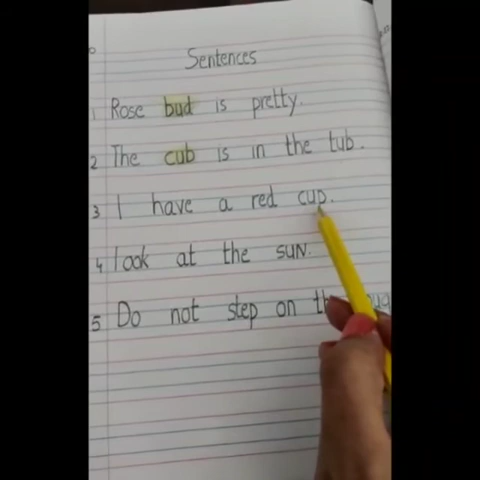 Sentences
1 Rose bud is pretty.
2 The cub is in the tub.
3 I have a red cup.
4 look at the sun.
5 Do not step on